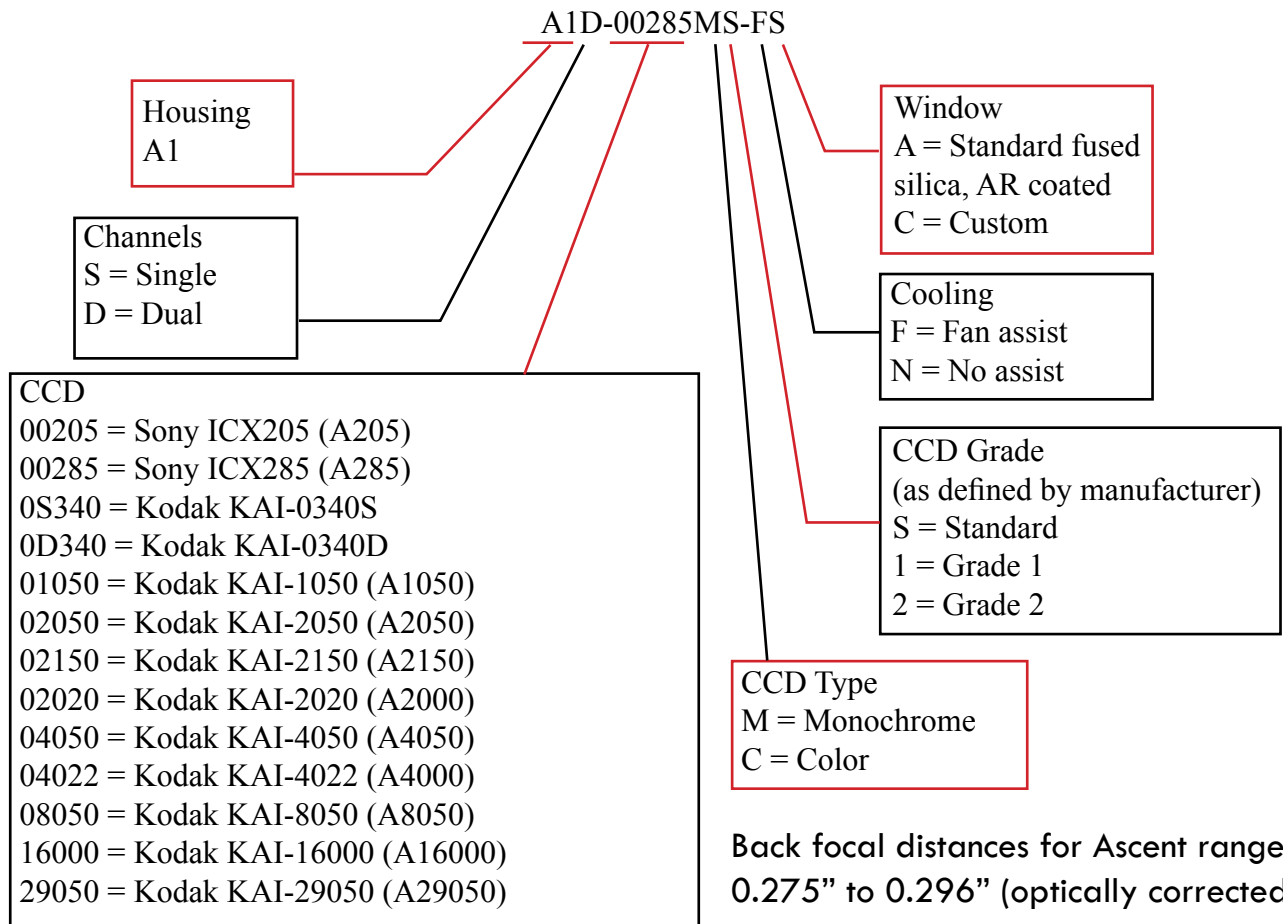 A1D-00285MS-FS
Housing
A1
Channels
S = Single
D = Dual
CCD
00205 = Sony ICX205 (A205)
00285 = Sony ICX285 (A285)
0S340 = Kodak KAI-0340S
0D340 = Kodak KAI-0340D
01050 = Kodak KAI-1050 (A1050)
02050 = Kodak KAI-2050 (A2050)
02150 = Kodak KAI-2150 (A2150)
02020 = Kodak KAI-2020 (A2000)
04050 = Kodak KAI-4050 (A4050)
04022 = Kodak KAI-4022 (A4000)
08050 = Kodak KAI-8050 (A8050)
16000 = Kodak KAI-16000 (A16000)
29050 = Kodak KAI-29050 (A29050)
Window
A = Standard fused
silica, AR coated
C = Custom
Cooling
F = Fan assist
N = No assist
CCD Grade
(as defined by manufacturer)
S = Standard
1 = Grade 1
2 = Grade 2
CCD Type
M = Monochrome
C = Color
Back focal distances for Ascent range
0.275” to 0.296” (optically corrected